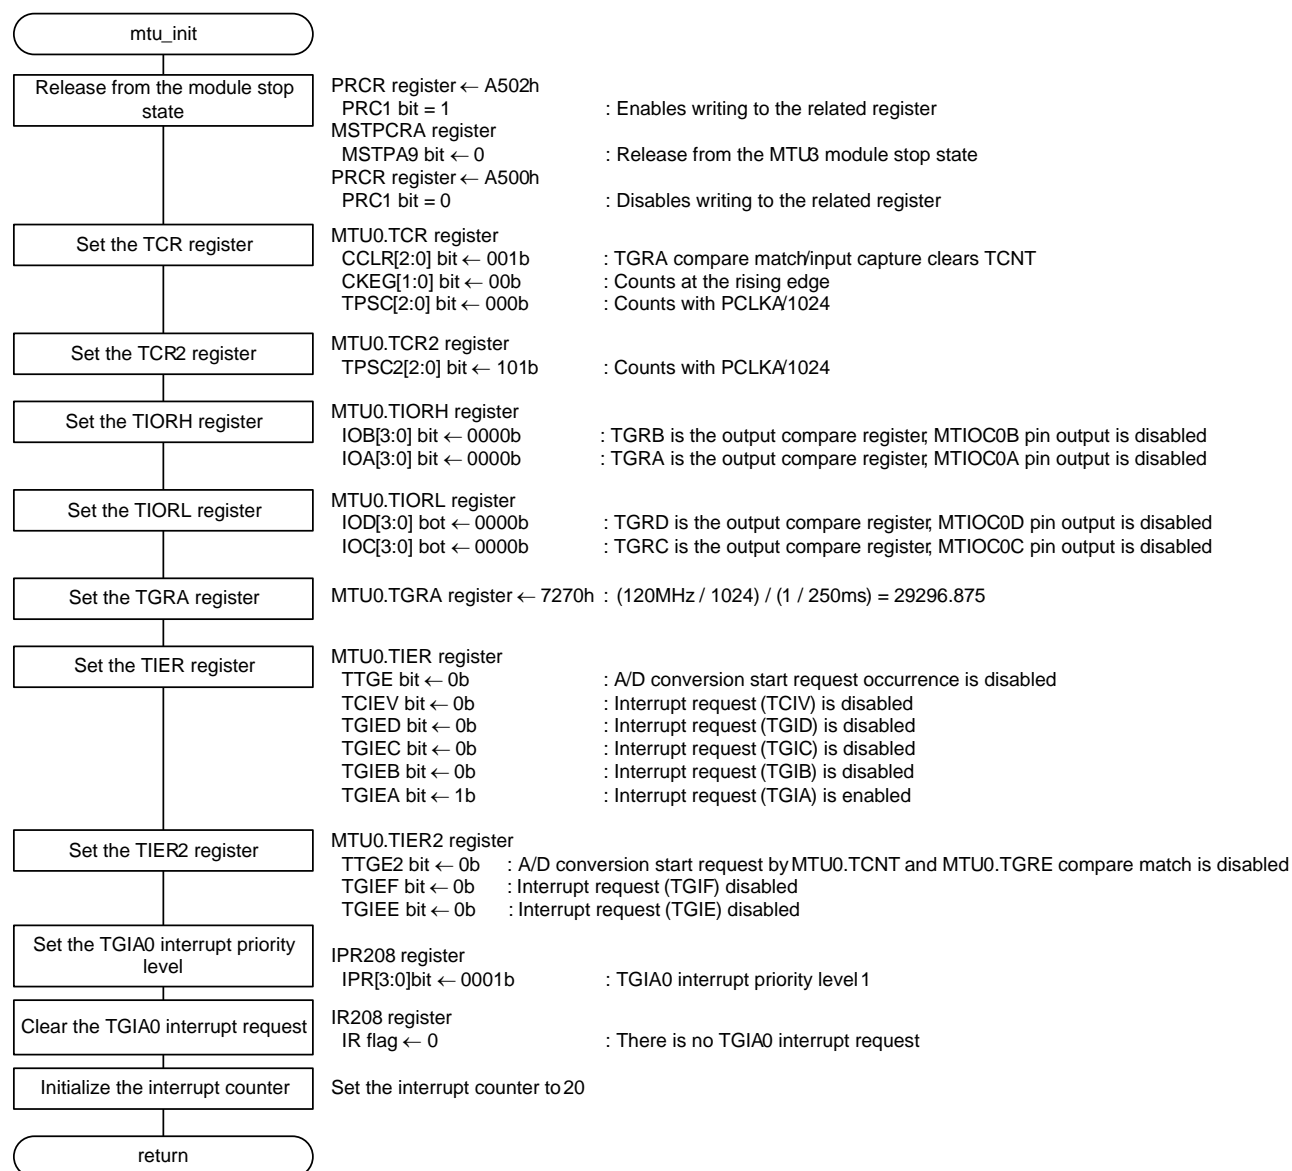 mtu_init
Release from the module stop
state
PRCR register ← A502h
PRC1 bit = 1 : Enables writing to the related register
MSTPCRA register
MSTPA9 bit ← 0 : Release from the MTU3 module stop state
PRCR register ← A500h
PRC1 bit = 0 : Disables writing to the related register
Set the TCR register
MTU0.TCR register
CCLR[2:0] bit ← 001b : TGRA compare match/input capture clears TCNT
CKEG[1:0] bit ← 00b : Counts at the rising edge
TPSC[2:0] bit ← 000b : Counts with PCLKA/1024
Set the TCR2 register
MTU0.TCR2 register
TPSC2[2:0] bit ← 101b : Counts with PCLKA/1024
Set the TIORH register
MTU0.TIORH register
IOB[3:0] bit ← 0000b : TGRB is the output compare register, MTIOC0B pin output is disabled
IOA[3:0] bit ← 0000b : TGRA is the output compare register, MTIOC0A pin output is disabled
Set the TIORL register
MTU0.TIORL register
IOD[3:0] bot ← 0000b : TGRD is the output compare register, MTIOC0D pin output is disabled
IOC[3:0] bot ← 0000b : TGRC is the output compare register, MTIOC0C pin output is disabled
Set the TGRA register
MTU0.TGRA register ← 7270h : (120MHz / 1024) / (1 / 250ms) = 29296.875
Set the TIER register
MTU0.TIER register
TTGE bit ← 0b : A/D conversion start request occurrence is disabled
TCIEV bit ← 0b : Interrupt request (TCIV) is disabled
TGIED bit ← 0b : Interrupt request (TGID) is disabled
TGIEC bit ← 0b : Interrupt request (TGIC) is disabled
TGIEB bit ← 0b : Interrupt request (TGIB) is disabled
TGIEA bit ← 1b : Interrupt request (TGIA) is enabled
Set the TIER2 register
MTU0.TIER2 register
TTGE2 bit ← 0b : A/D conversion start request by MTU0.TCNT and MTU0.TGRE compare match is disabled
TGIEF bit ← 0b : Interrupt request (TGIF) disabled
TGIEE bit ← 0b : Interrupt request (TGIE) disabled
Set the TGIA0 interrupt priority
level
IPR208 register
IPR[3:0]bit ← 0001b : TGIA0 interrupt priority level 1
Clear the TGIA0 interrupt request
IR208 register
IR flag ← 0 : There is no TGIA0 interrupt request
Initialize the interrupt counter
Set the interrupt counter to 20
return